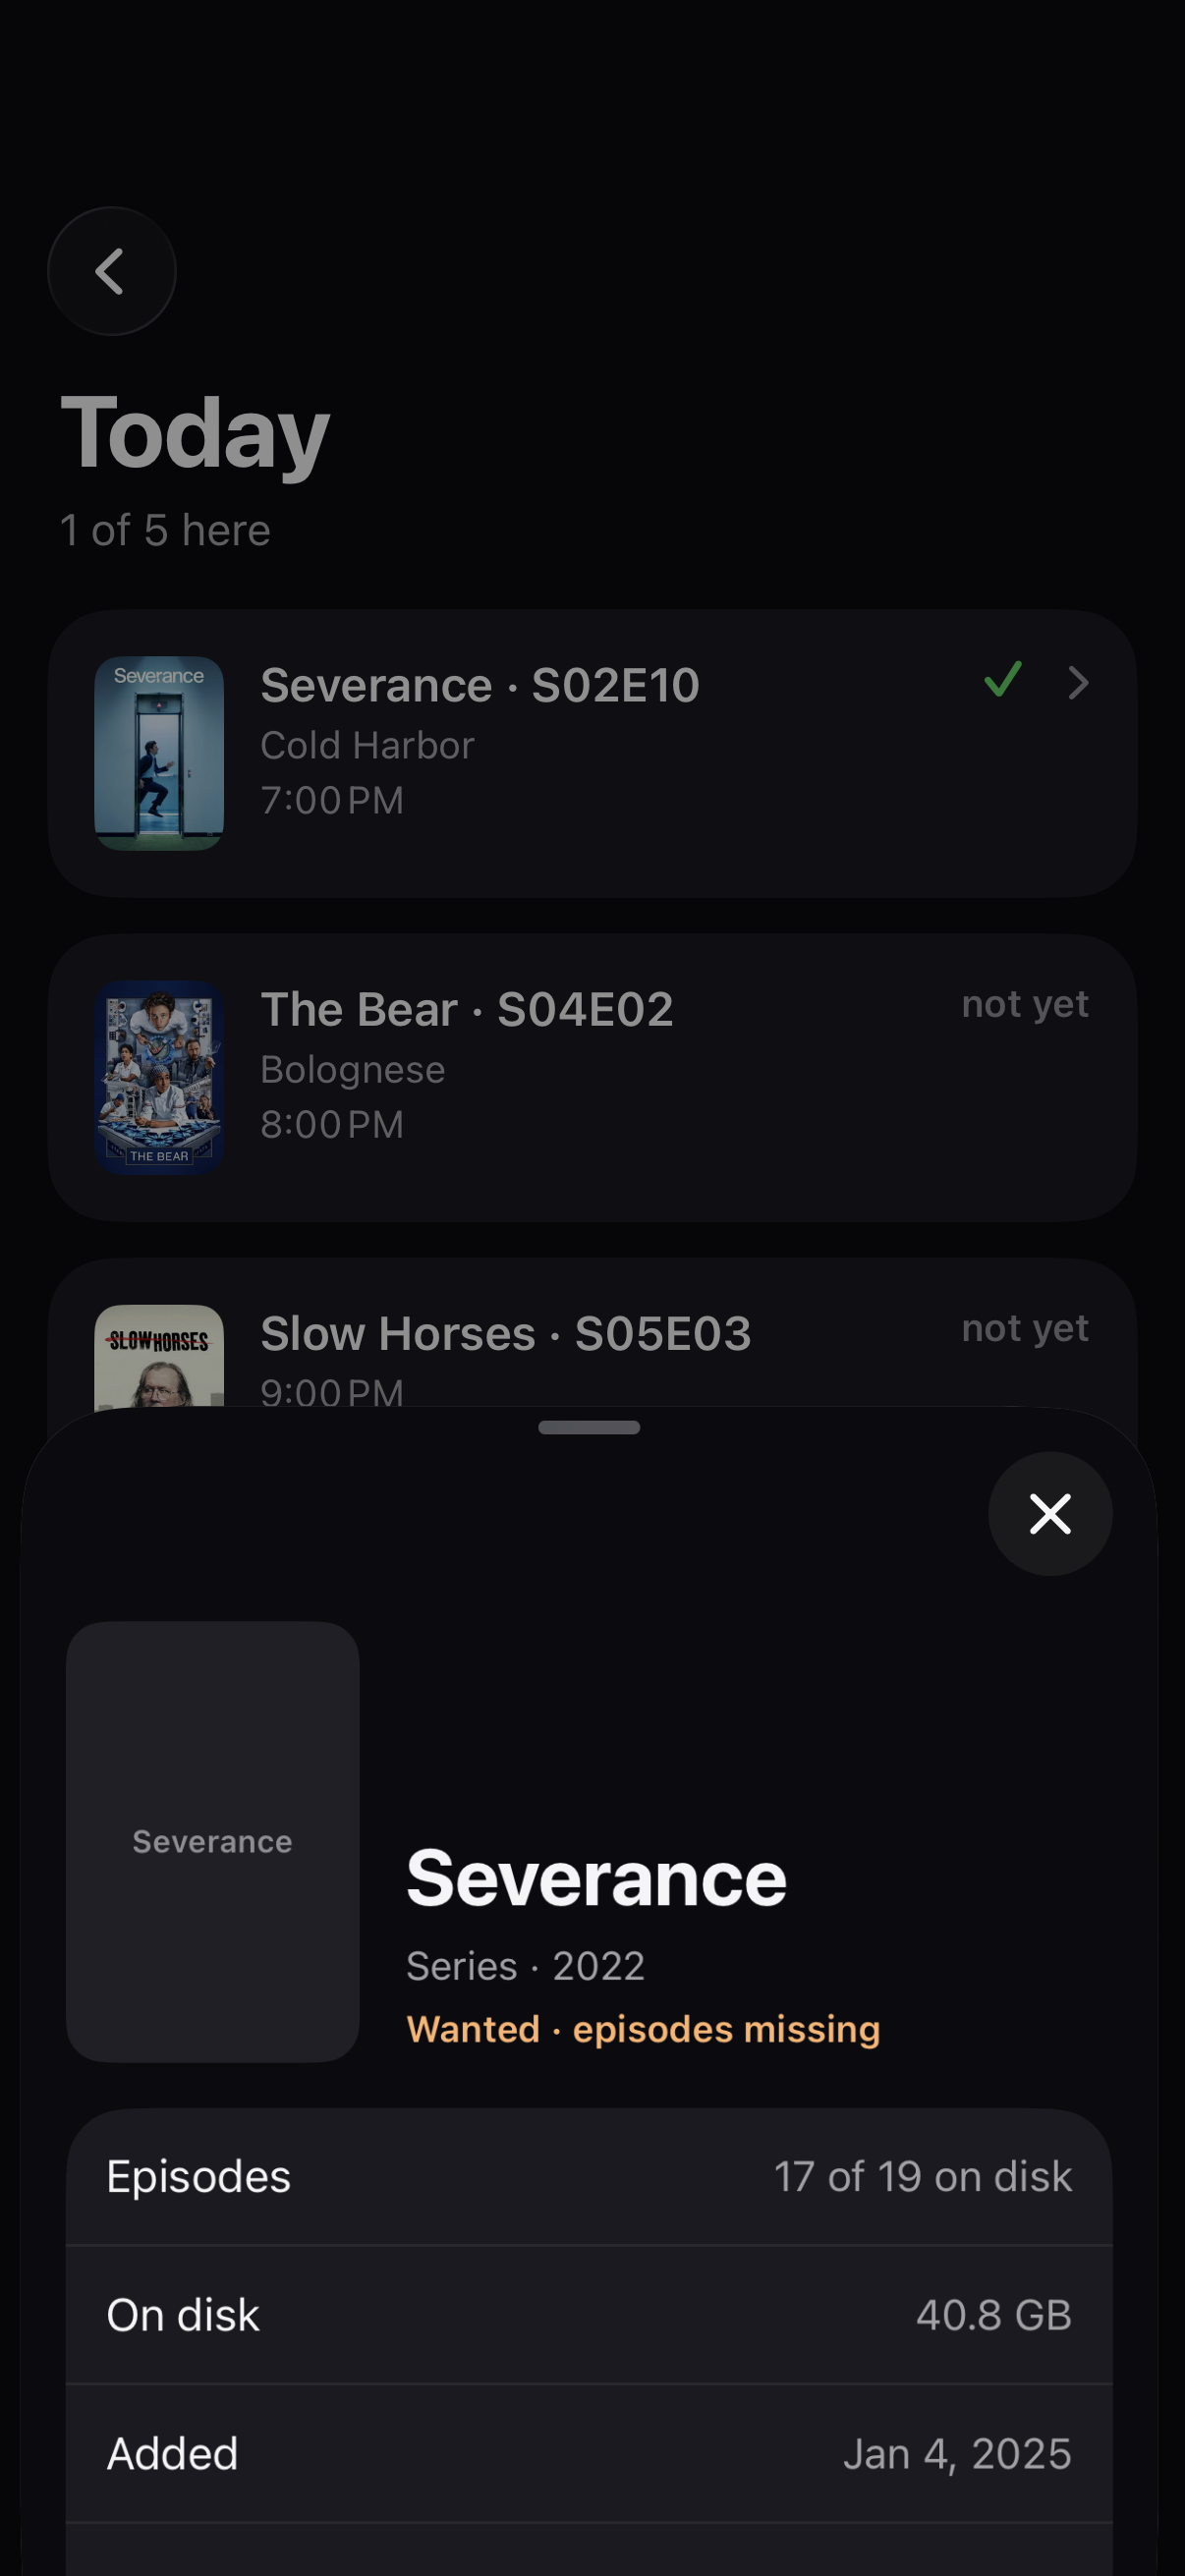 Today
1 of 5 here
Severance
Severance · S02E10
Cold Harbor
7:00 PM
THE BEAR
The Bear · S04E02
not yet
Bolognese
8:00 PM
SLOW HORSES
Slow Horses · S05E03
not yet
9:00 PM
Severance
Severance
Series · 2022
Wanted · episodes missing
Episodes
17 of 19 on disk
On disk
40.8 GB
Added
Jan 4, 2025